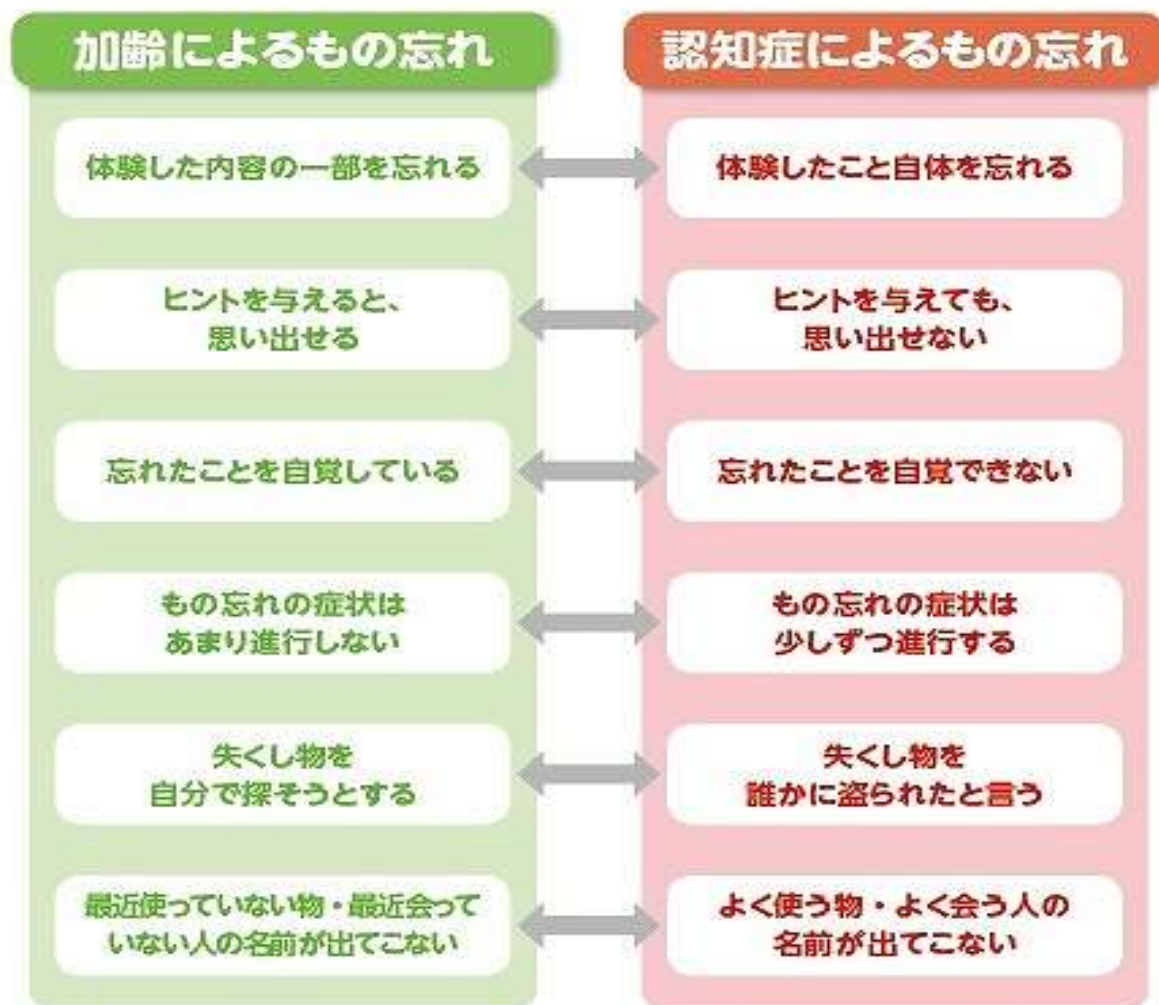 加齢によるもの忘れ
認知症によるもの忘れ
体験した内容の一部を忘れる
体験したこと自体を忘れる
ヒントを与えると、
思い出せる
ヒントを与えても、
思い出せない
忘れたことを自覚している
忘れたことを自覚できない
もの忘れの症状は
あまり進行しない
もの忘れの症状は
少しずつ進行する
失くし物を
自分で探そうとする
失くし物を
誰かに盗られたと言う
最近使っていない物・最近会って
いない人の名前が出てこない
よく使う物・よく会う人の
名前が出てこない